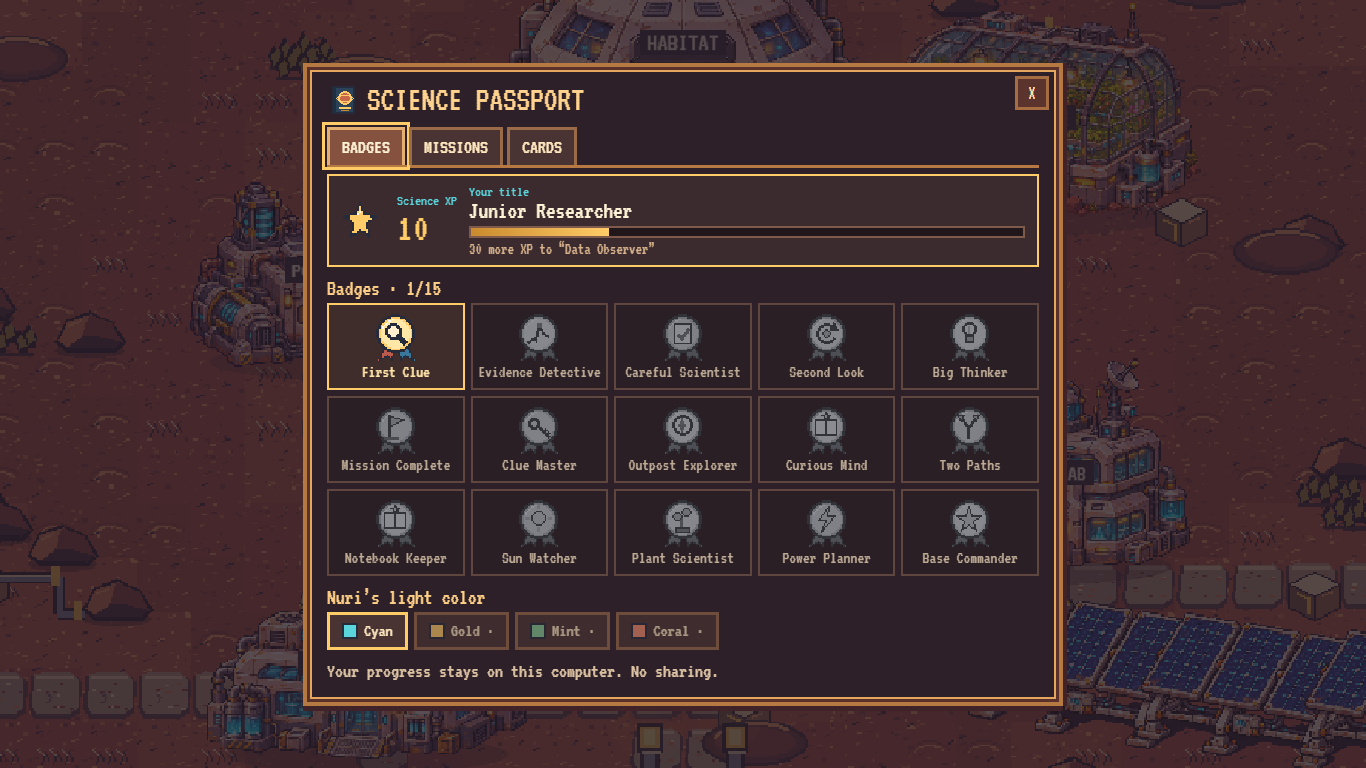 HABITAT
SCIENCE PASSPORT
X
BADGES MISSIONS CARDS
Science XP
10
Your title
Junior Researcher
30 more XP to “Data Observer”
Badges · 1/15
First Clue Evidence Detective Careful Scientist Second Look Big Thinker
Mission Complete Clue Master Outpost Explorer Curious Mind Two Paths
Notebook Keeper Sun Watcher Plant Scientist Power Planner Base Commander
Nuri's light color
Cyan Gold · Mint · Coral ·
Your progress stays on this computer. No sharing.